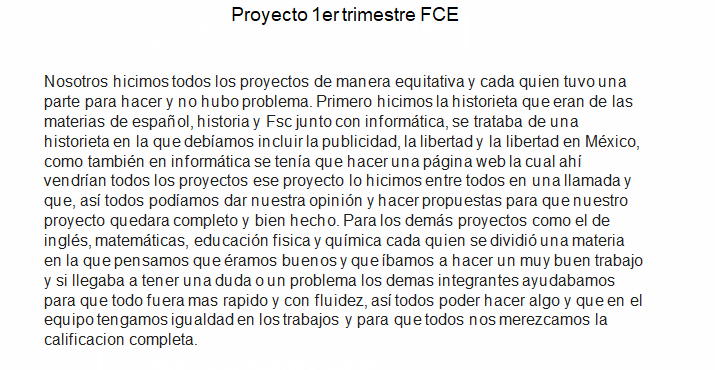 Proyecto 1er trimestre FCE
Nosotros hicimos todos los proyectos de manera equitativa y cada quien tuvo una
parte para hacer y no hubo problema. Primero hicimos la historieta que eran de las
materias de español, historia y Fsc junto con informática, se trataba de una
historieta en la que debíamos incluir la publicidad, la libertad y la libertad en México,
como también en informática se tenía que hacer una página web la cual ahí
vendrían todos los proyectos ese proyecto lo hicimos entre todos en una llamada y
que, así todos podíamos dar nuestra opinión y hacer propuestas para que nuestro
proyecto quedara completo y bien hecho. Para los demás proyectos como el de
inglés, matemáticas, educación fisica y química cada quien se dividió una materia
en la que pensamos que éramos buenos y que íbamos a hacer un muy buen trabajo
y si llegaba a tener una duda o un problema los demas integrantes ayudabamos
para que todo fuera mas rapido y con fluidez, así todos poder hacer algo y que en el
equipo tengamos igualdad en los trabajos y para que todos nos merezcamos la
calificacion completa.